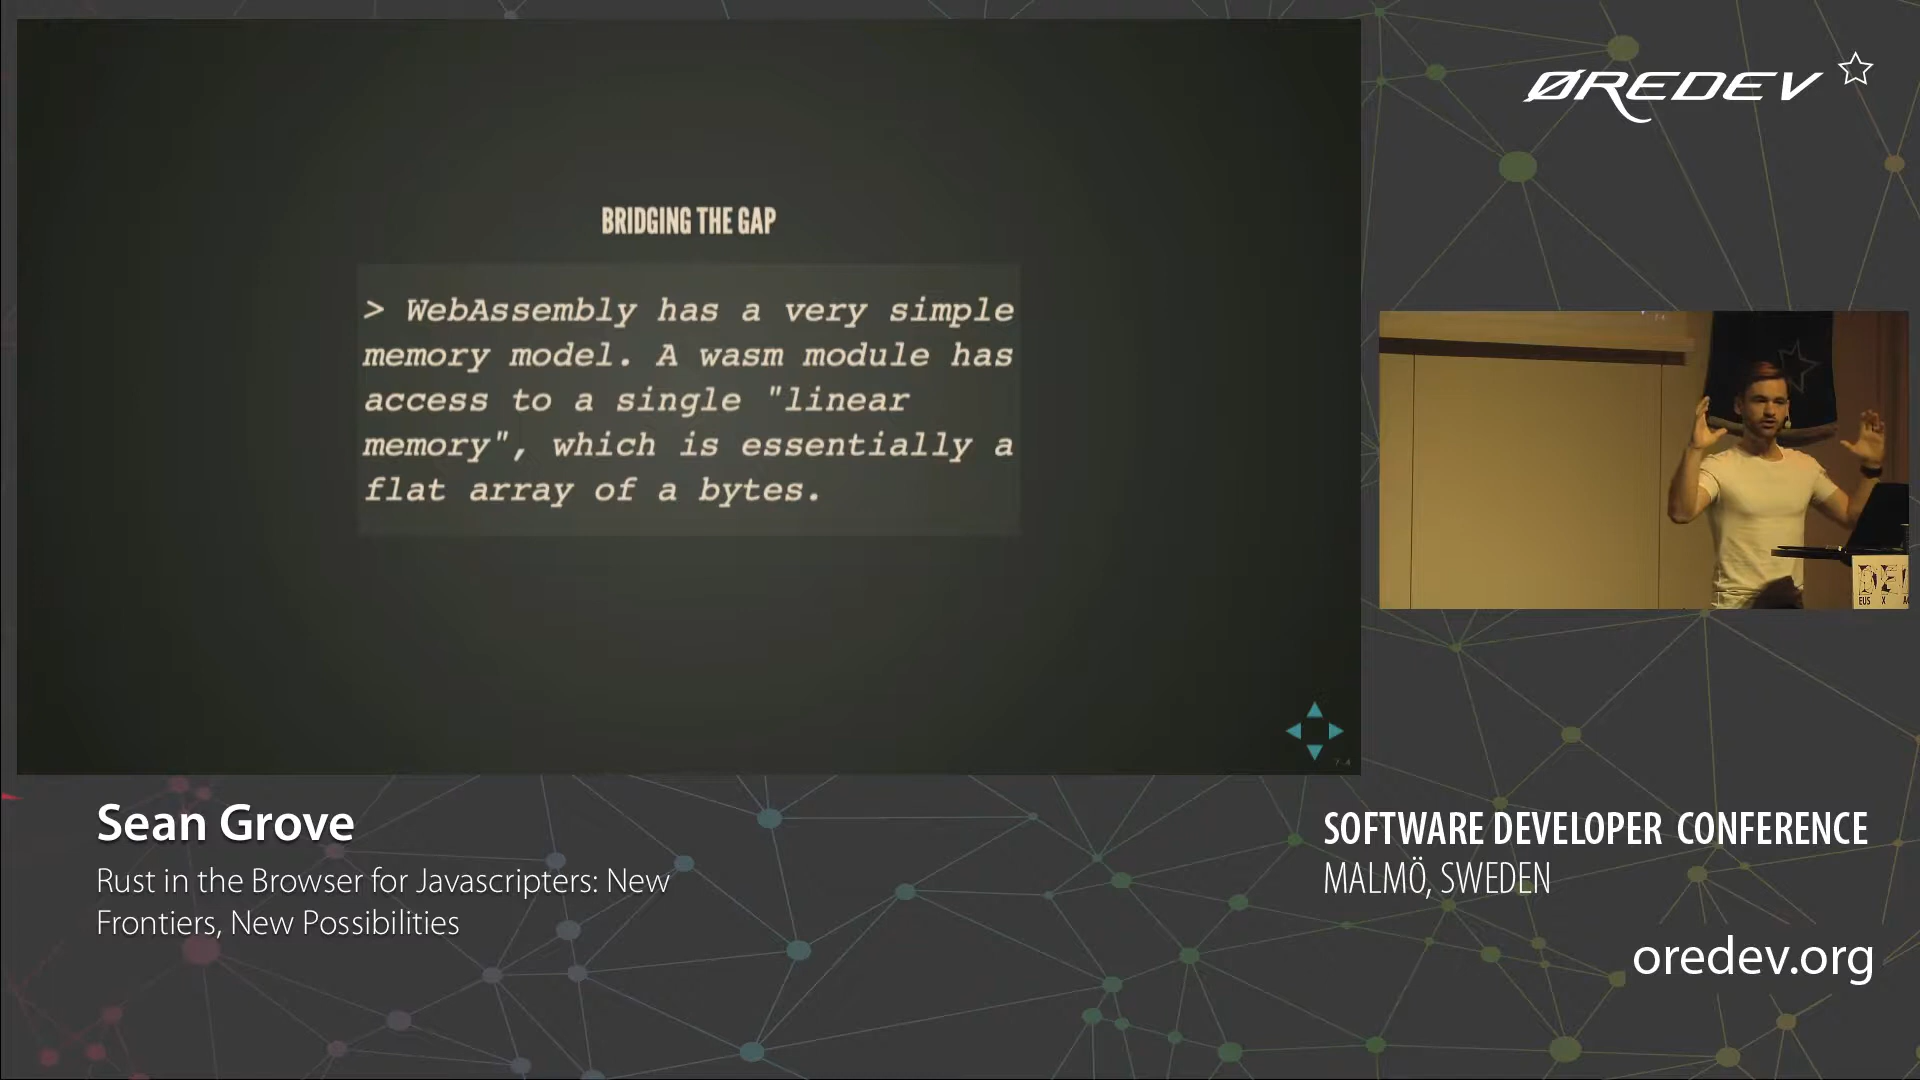 BRIDGING THE GAP
> WebAssembly has a very simple
memory model. A wasm module has
access to a single "linear
memory", which is essentially a
flat array of a bytes.
ØREDEV
Sean Grove
Rust in the Browser for Javascripters: New
Frontiers, New Possibilities
SOFTWARE DEVELOPER CONFERENCE
MALMÖ, SWEDEN
oredev.org